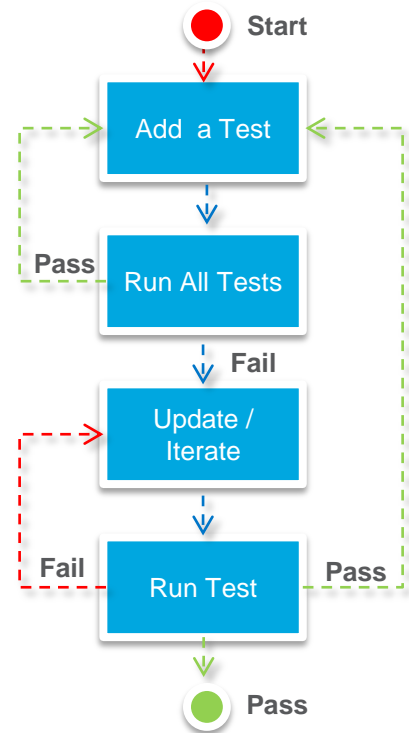 Start
Add a Test
Pass
Run All Tests
Fail
Update /
Iterate
Fail
Run Test
Pass
Pass